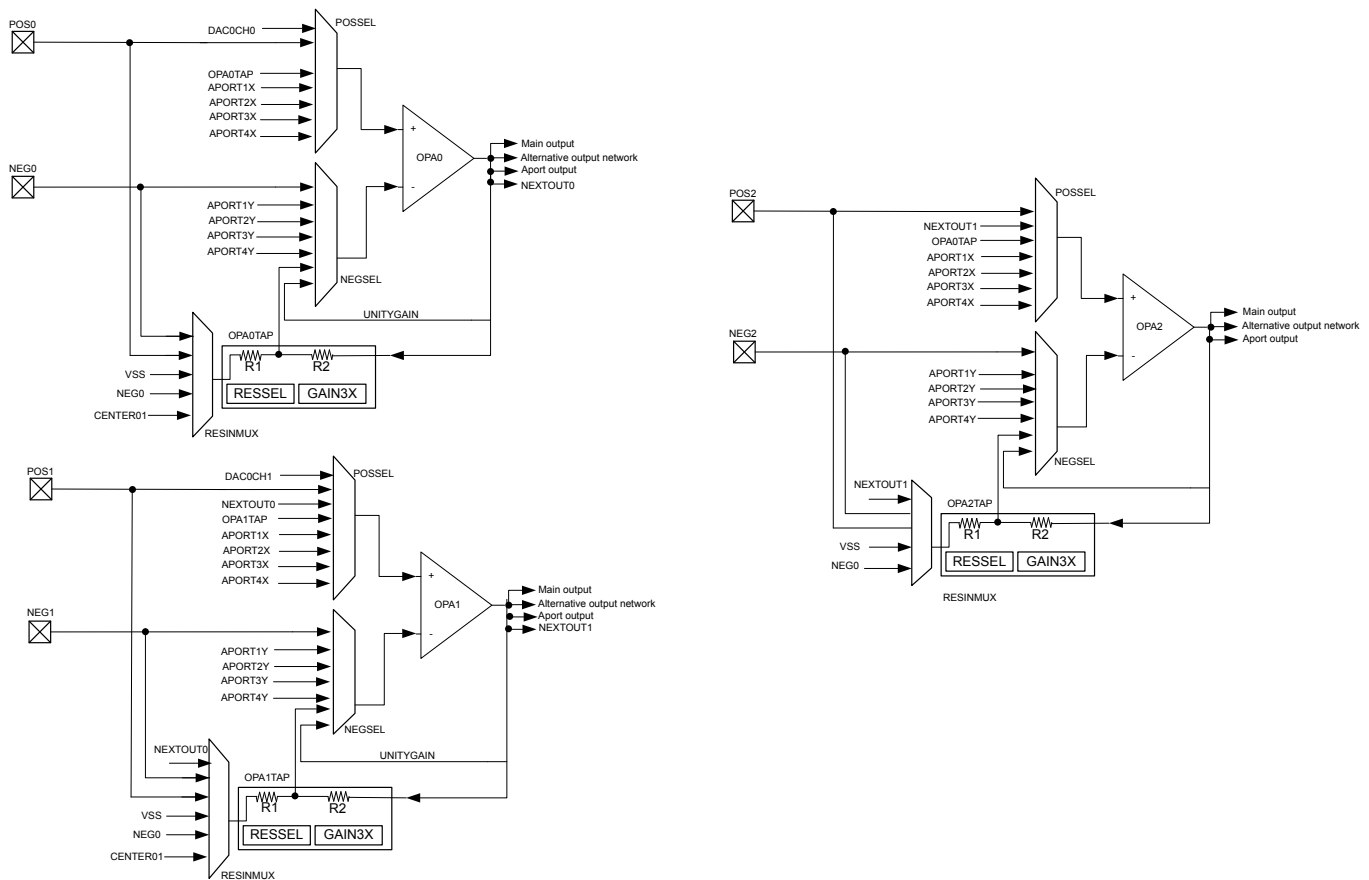 POS0
DAC0CH0
POSSEL
OPA0TAP
APORT1X
APORT2X
APORT3X
APORT4X
+
OPA0
-
Main output
Alternative output network
Aport output
NEXTOUT0
NEG0
APORT1Y
APORT2Y
APORT3Y
APORT4Y
NEGSEL
UNITYGAIN
OPA0TAP
R1
R2
RESSEL
GAIN3X
VSS
NEG0
CENTER01
RESINMUX
POS1
DAC0CH1
POSSEL
NEXTOUT0
OPA1TAP
APORT1X
APORT2X
APORT3X
APORT4X
+
OPA1
-
Main output
Alternative output network
Aport output
NEXTOUT1
NEG1
APORT1Y
APORT2Y
APORT3Y
APORT4Y
NEGSEL
UNITYGAIN
NEXTOUT0
OPA1TAP
R1
R2
RESSEL
GAIN3X
VSS
NEG0
CENTER01
RESINMUX
POS2
POSSEL
NEXTOUT1
OPA0TAP
APORT1X
APORT2X
APORT3X
APORT4X
+
OPA2
-
Main output
Alternative output network
Aport output
NEG2
APORT1Y
APORT2Y
APORT3Y
APORT4Y
NEGSEL
NEXTOUT1
OPA2TAP
R1
R2
RESSEL
GAIN3X
VSS
NEG0
RESINMUX